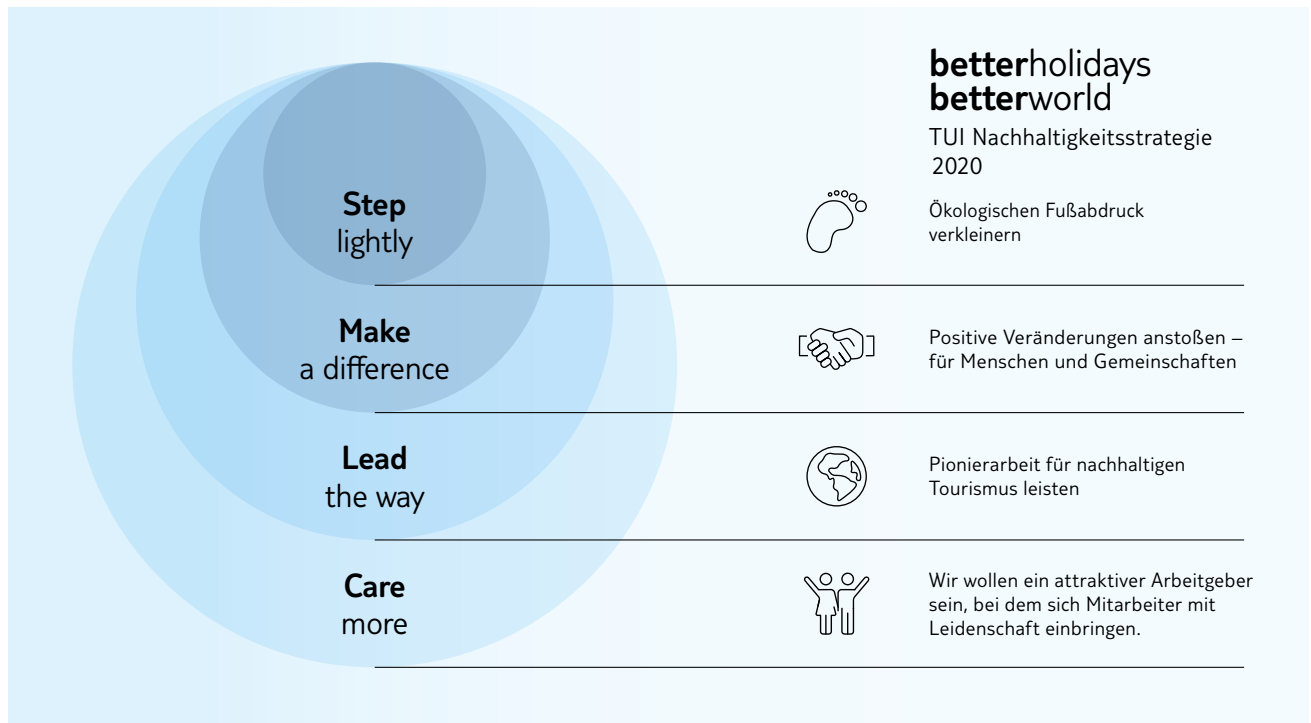 betterholidays
betterworld
TUI Nachhaltigkeitsstrategie
2020
Step
lightly
Ökologischen Fußabdruck
verkleinern
Make
a difference
Positive Veränderungen anstoßen –
für Menschen und Gemeinschaften
Lead
the way
Pionierarbeit für nachhaltigen
Tourismus leisten
Care
more
Wir wollen ein attraktiver Arbeitgeber
sein, bei dem sich Mitarbeiter mit
Leidenschaft einbringen.